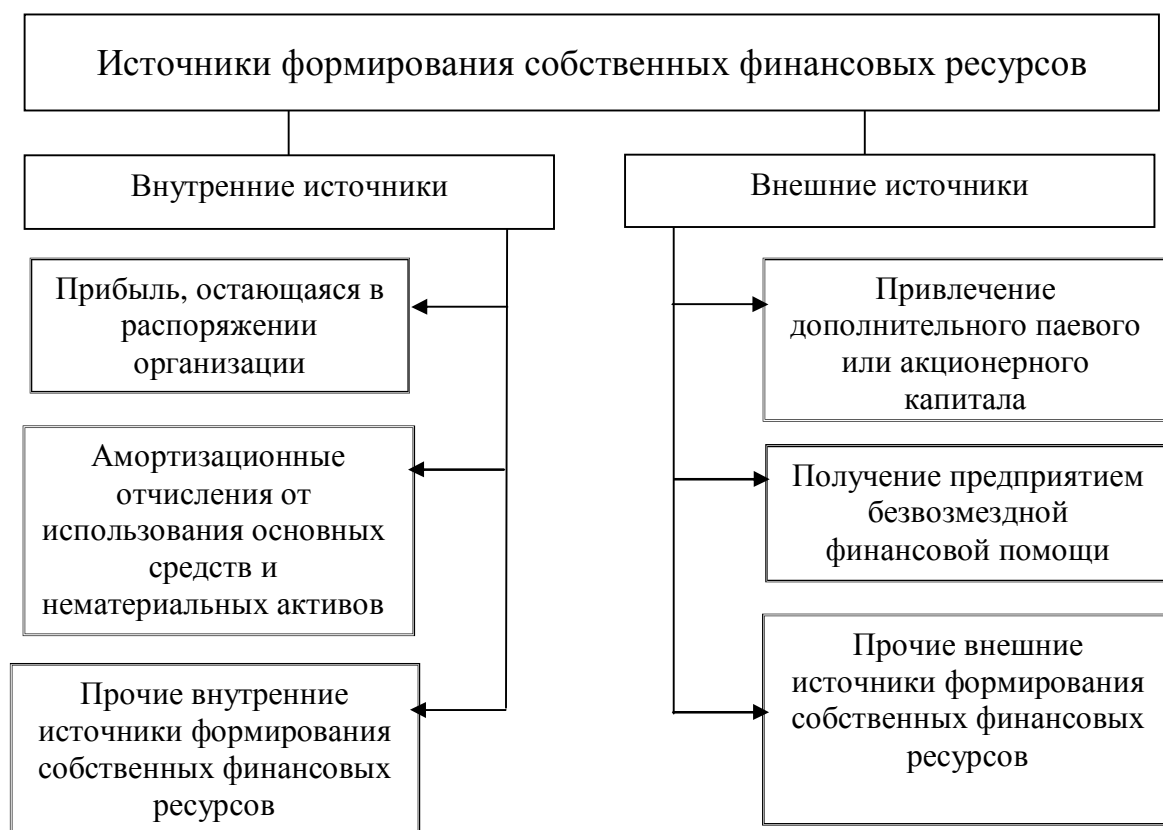 Источники формирования собственных финансовых ресурсов
Внутренние источники
Прибыль, остающаяся в
распоряжении
организации
Амортизационные
отчисления от
использования основных
средств и
нематериальных активов
Прочие внутренние
источники формирования
собственных финансовых
ресурсов
Внешние источники
Привлечение
дополнительного паевого
или акционерного
капитала
Получение предприятием
безвозмездной
финансовой помощи
Прочие внешние
источники формирования
собственных финансовых
ресурсов